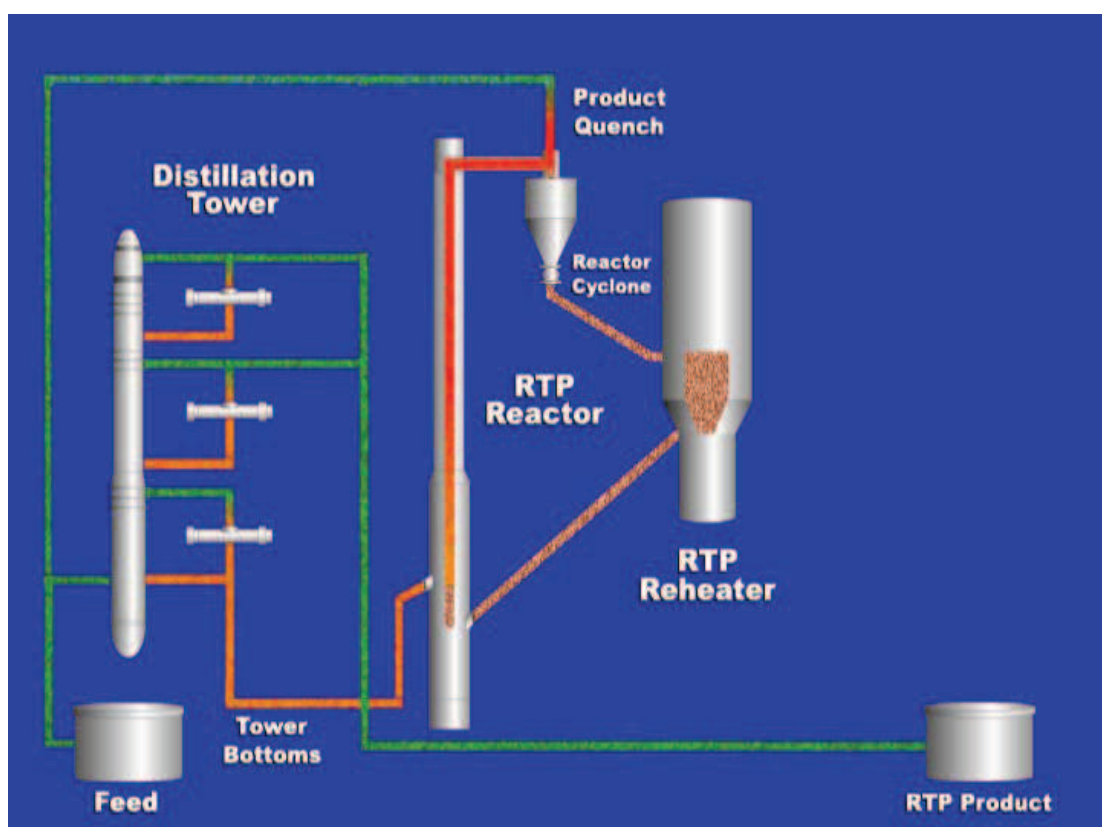 Product
Quench
Distillation
Tower
Reactor
Cyclone
RTP
Reactor
RTP
Reheater
Tower
Bottoms
Feed
RTP Product